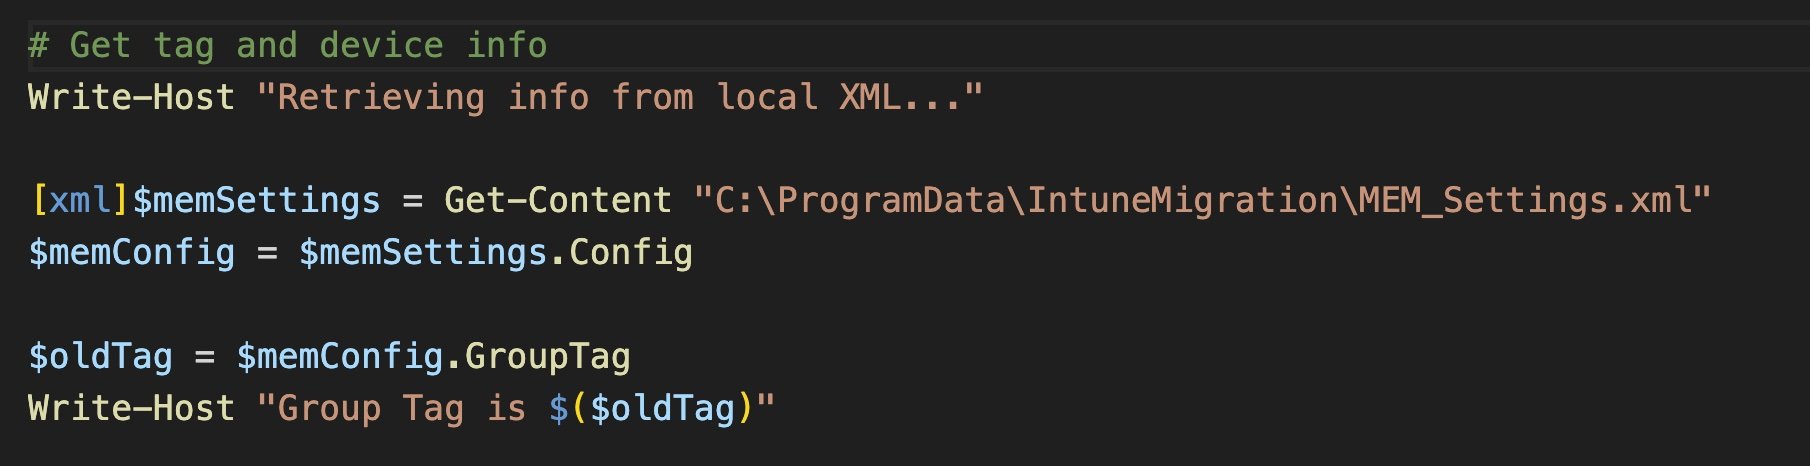 # Get tag and device info
Write-Host "Retrieving info from local XML..."
[xml]$memSettings = Get-Content "C:\ProgramData\IntuneMigration\MEM_Settings.xml"
$memConfig = $memSettings.Config
$oldTag = $memConfig.GroupTag
Write-Host "Group Tag is $($oldTag)"